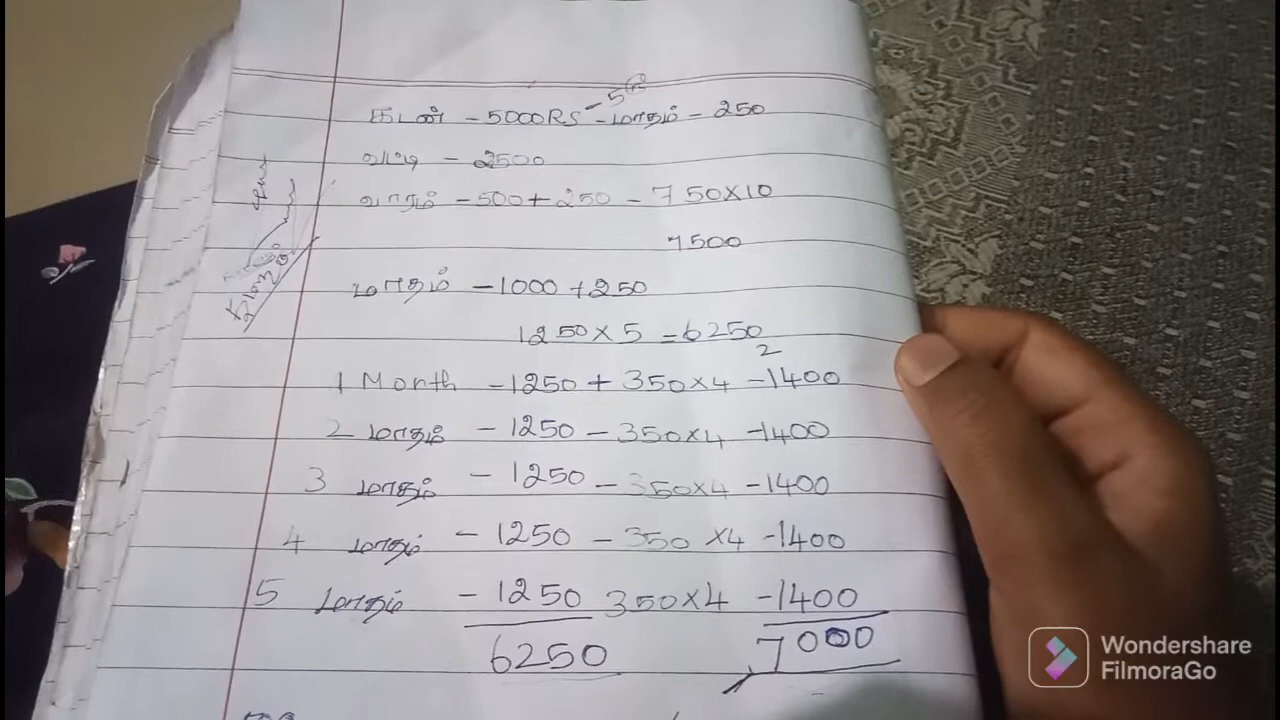 கடன் - 5000RS - மாதம் - 250
வட்டி - 2500
வாரம் - 500 + 250 - 750X10
7500
மாதம் - 1000 + 250
1250 X 5 = 6250
1 Month - 1250 + 350X4 - 1400
2 மாதம் - 1250 - 350X4 - 1400
3 மாதம் - 1250 - 350X4 - 1400
4 மாதம் - 1250 - 350 X4 - 1400
5 மாதம் - 1250 350X4 - 1400
6250 7000
Wondershare
FilmoraGo